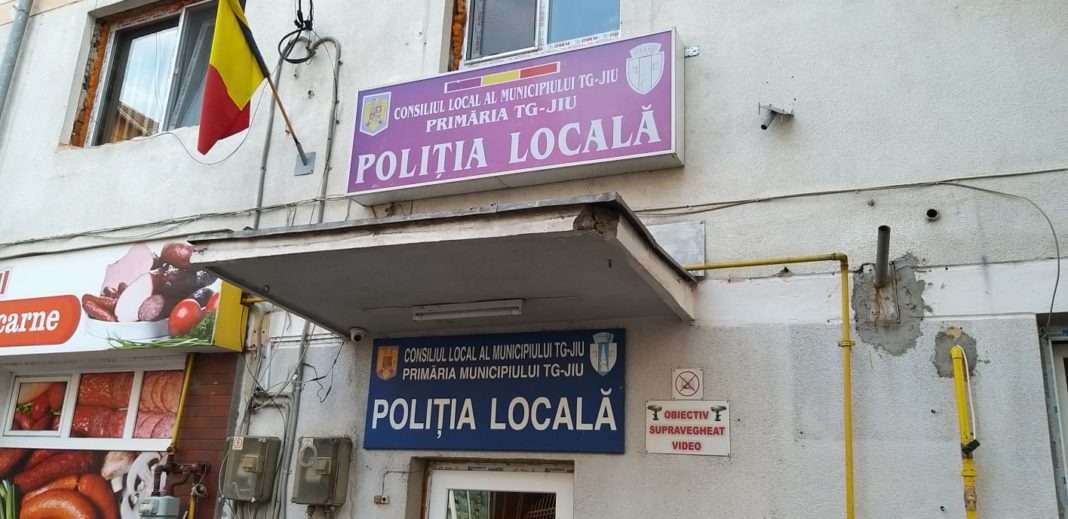 CONSILIUL LOCAL AL MUNICIPIULUI TG-JIU
PRIMĂRIA TG-JIU
POLIȚIA LOCALĂ
carne
CONSILIUL LOCAL AL MUNICIPIULUI TG-JIU
PRIMĂRIA MUNICIPIULUI TG-JIU
POLIȚIA LOCALĂ
OBIECTIV
SUPRAVEGHEAT
VIDEO